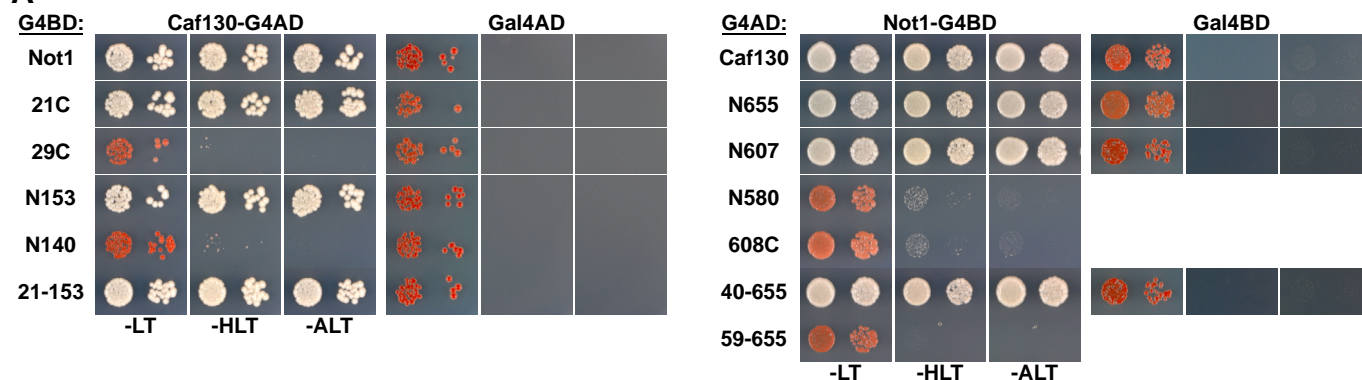 G4BD: Caf130-G4AD Gal4AD
Not1
21C
29C
N153
N140
21-153
-LT -HLT -ALT
G4AD: Not1-G4BD Gal4BD
Caf130
N655
N607
N580
608C
40-655
59-655
-LT -HLT -ALT